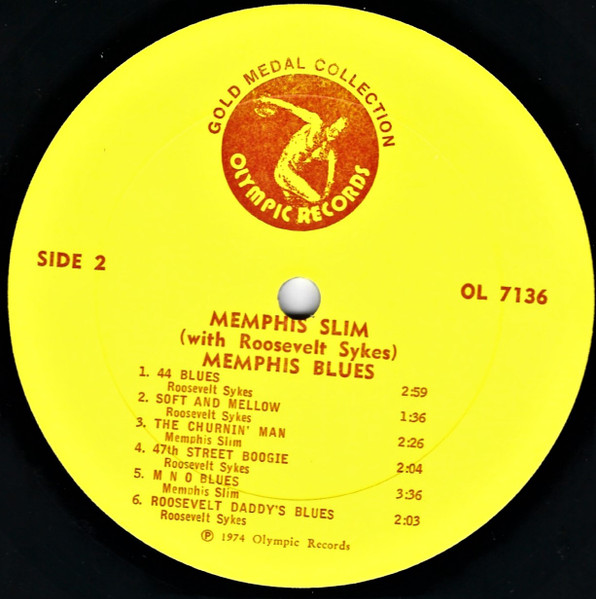 GOLD MEDAL COLLECTION
OLYMPIC RECORDS
SIDE 2
OL 7136
MEMPHIS SLIM
(with Roosevelt Sykes)
MEMPHIS BLUES
1. 44 BLUES
Roosevelt Sykes 2:59
2. SOFT AND MELLOW
Roosevelt Sykes 1:36
3. THE CHURNIN' MAN
Memphis Slim 2:26
4. 47th STREET BOOGIE
Roosevelt Sykes 2:04
5. M N O BLUES
Memphis Slim 3:36
6. ROOSEVELT DADDY'S BLUES
Roosevelt Sykes 2:03
℗ 1974 Olympic Records